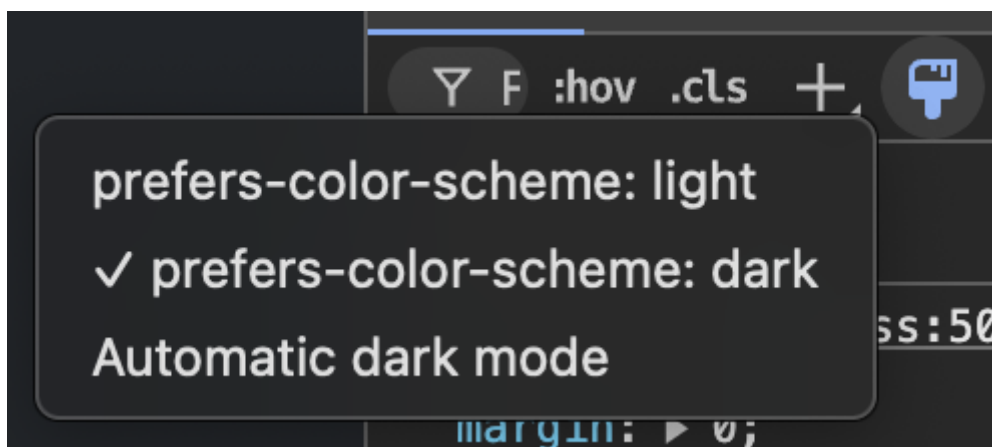 F :hov .cls
prefers-color-scheme: light
✓ prefers-color-scheme: dark
ss:50
Automatic dark mode
margin: ▶ 0;